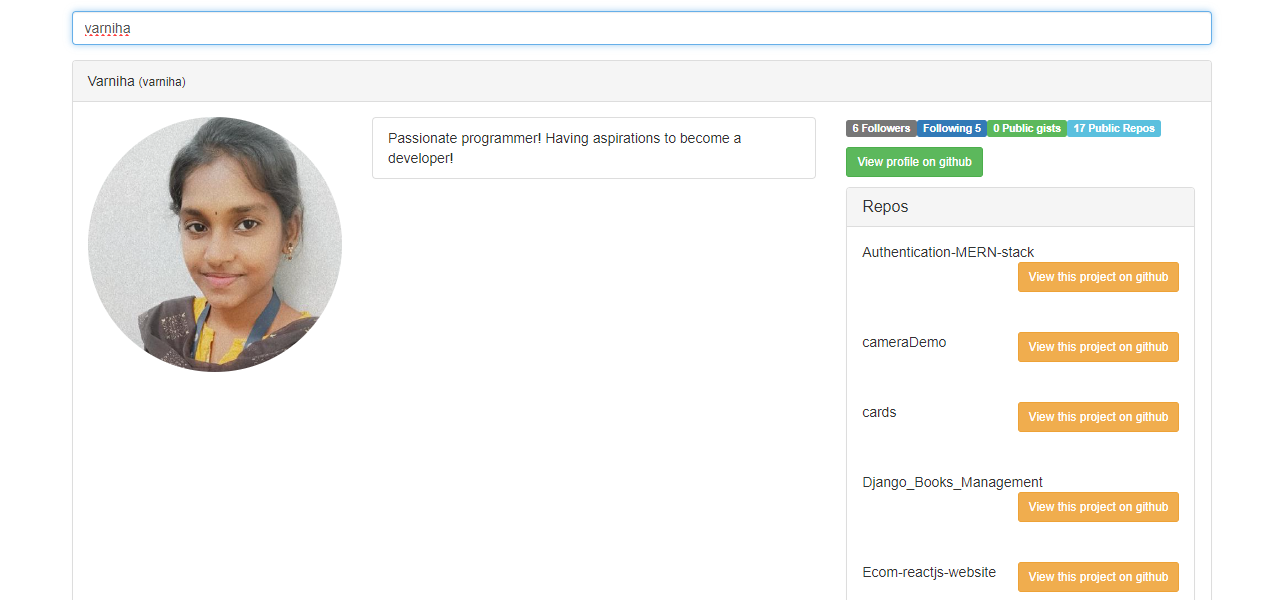 varniha
Varniha (varniha)
Passionate programmer! Having aspirations to become a
developer!
6 Followers Following 5 0 Public gists 17 Public Repos
View profile on github
Repos
Authentication-MERN-stack
View this project on github
cameraDemo View this project on github
cards View this project on github
Django_Books_Management
View this project on github
Ecom-reactjs-website View this project on github